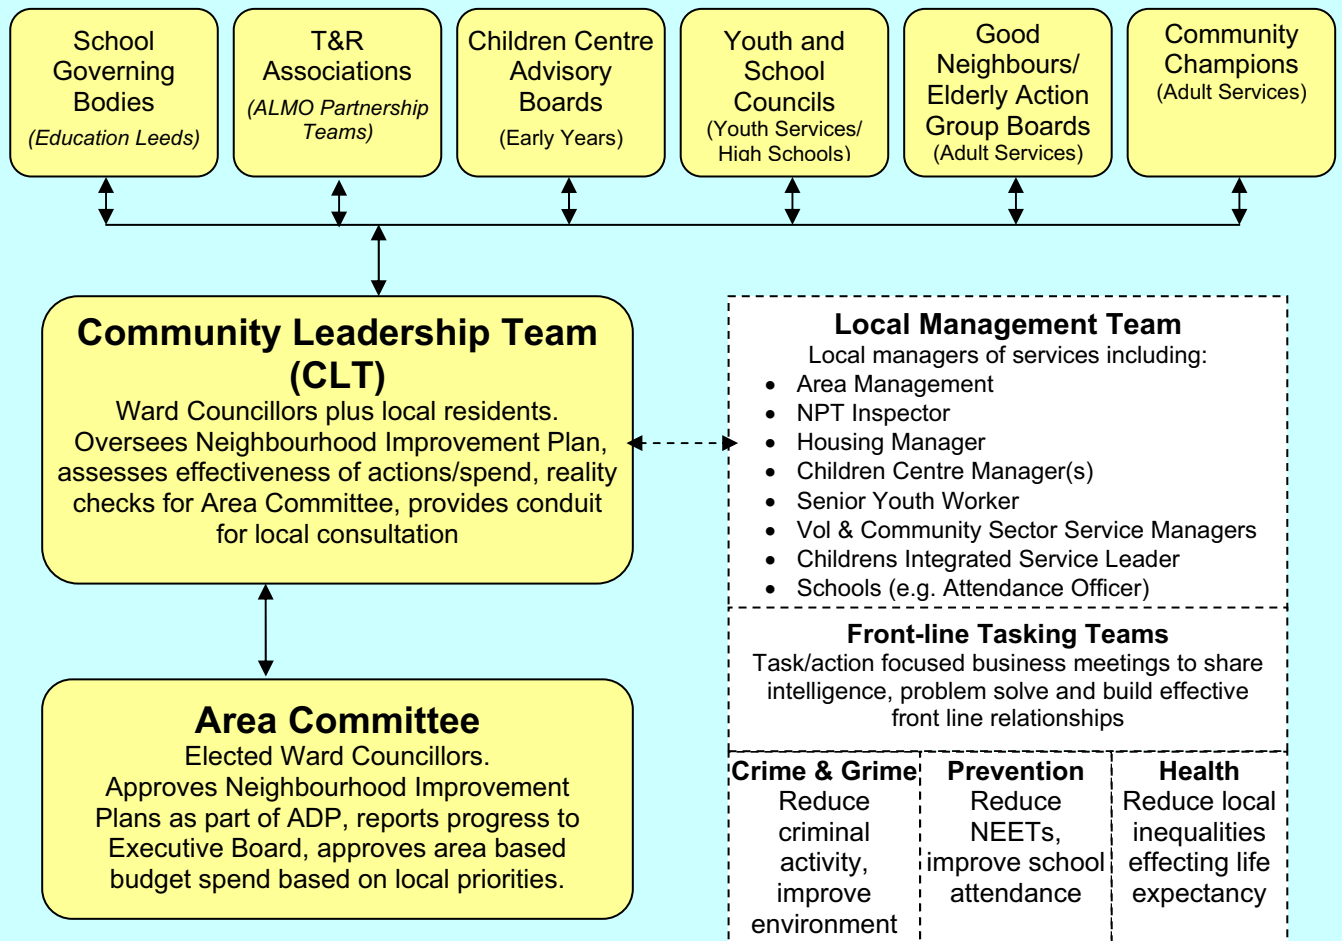 School
Governing
Bodies
(Education Leeds)
T&R
Associations
(ALMO Partnership
Teams)
Children Centre
Advisory
Boards
(Early Years)
Youth and
School
Councils
(Youth Services/
High Schools)
Good
Neighbours/
Elderly Action
Group Boards
(Adult Services)
Community
Champions
(Adult Services)
Community Leadership Team
(CLT)
Ward Councillors plus local residents.
Oversees Neighbourhood Improvement Plan,
assesses effectiveness of actions/spend, reality
checks for Area Committee, provides conduit
for local consultation
Local Management Team
Local managers of services including:
• Area Management
• NPT Inspector
• Housing Manager
• Children Centre Manager(s)
• Senior Youth Worker
• Vol & Community Sector Service Managers
• Childrens Integrated Service Leader
• Schools (e.g. Attendance Officer)
Front-line Tasking Teams
Task/action focused business meetings to share
intelligence, problem solve and build effective
front line relationships
Crime & Grime
Reduce
criminal
activity,
improve
environment
Prevention
Reduce
NEETs,
improve school
attendance
Health
Reduce local
inequalities
effecting life
expectancy
Area Committee
Elected Ward Councillors.
Approves Neighbourhood Improvement
Plans as part of ADP, reports progress to
Executive Board, approves area based
budget spend based on local priorities.